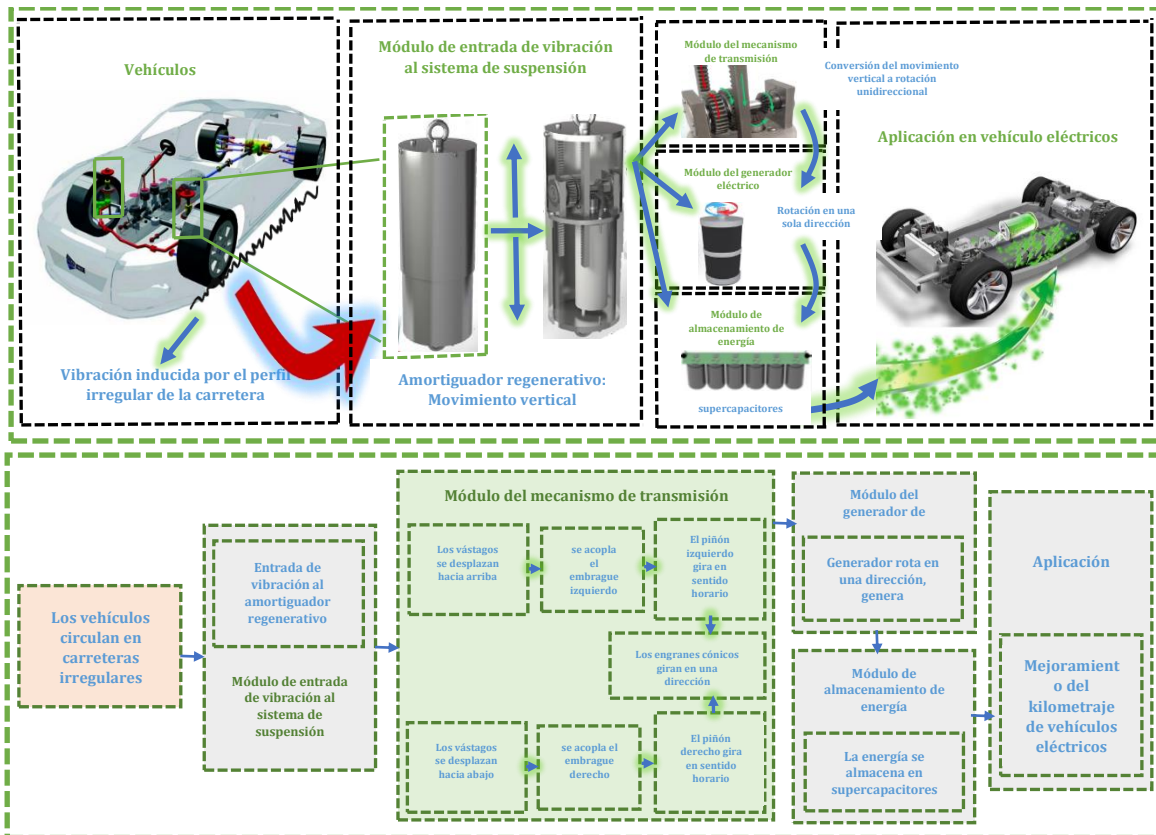 Vehículos
Vibración inducida por el perfil
irregular de la carretera
Módulo de entrada de vibración
al sistema de suspensión
Amortiguador regenerativo:
Movimiento vertical
Módulo del mecanismo
de transmisión
Conversión del movimiento
vertical a rotación
unidireccional
Módulo del generador
eléctrico
Rotación en una
sola dirección
Módulo de
almacenamiento de
energía
supercapacitores
Aplicación en vehículo eléctricos
Los vehículos
circulan en
carreteras
irregulares
Entrada de
vibración al
amortiguador
regenerativo
Módulo de entrada
de vibración al
sistema de
suspensión
Módulo del mecanismo de transmisión
Los vástagos
se desplazan
hacia arriba
se acopla
el
embrague
izquierdo
El piñón
izquierdo
gira en
sentido
horario
Los engranes cónicos
giran en una
dirección
Los vástagos
se desplazan
hacia abajo
se acopla el
embrague
derecho
El piñón
derecho gira
en sentido
horario
Módulo del
generador de
Generador rota en
una dirección,
genera
Módulo de
almacenamiento de
energía
La energía se
almacena en
supercapacitores
Aplicación
Mejoramient
o del
kilometraje
de vehículos
eléctricos